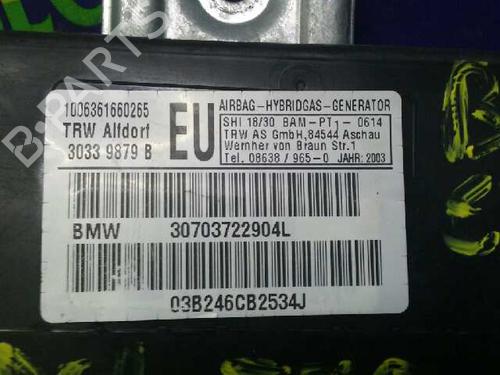 B-PARTS
1006361660265
TRW Alfdorf
3033 9879 B
EU
AIRBAG-HYBRIDGAS-GENERATOR
SHI 18/30 BAM-PT1-0614
TRW AS GmbH,84544 Aschau
Wernher von Braun Str.1
Tel. 08638/965-0 JAHR:2003
BMW 30703722904L
03B246CB2534J